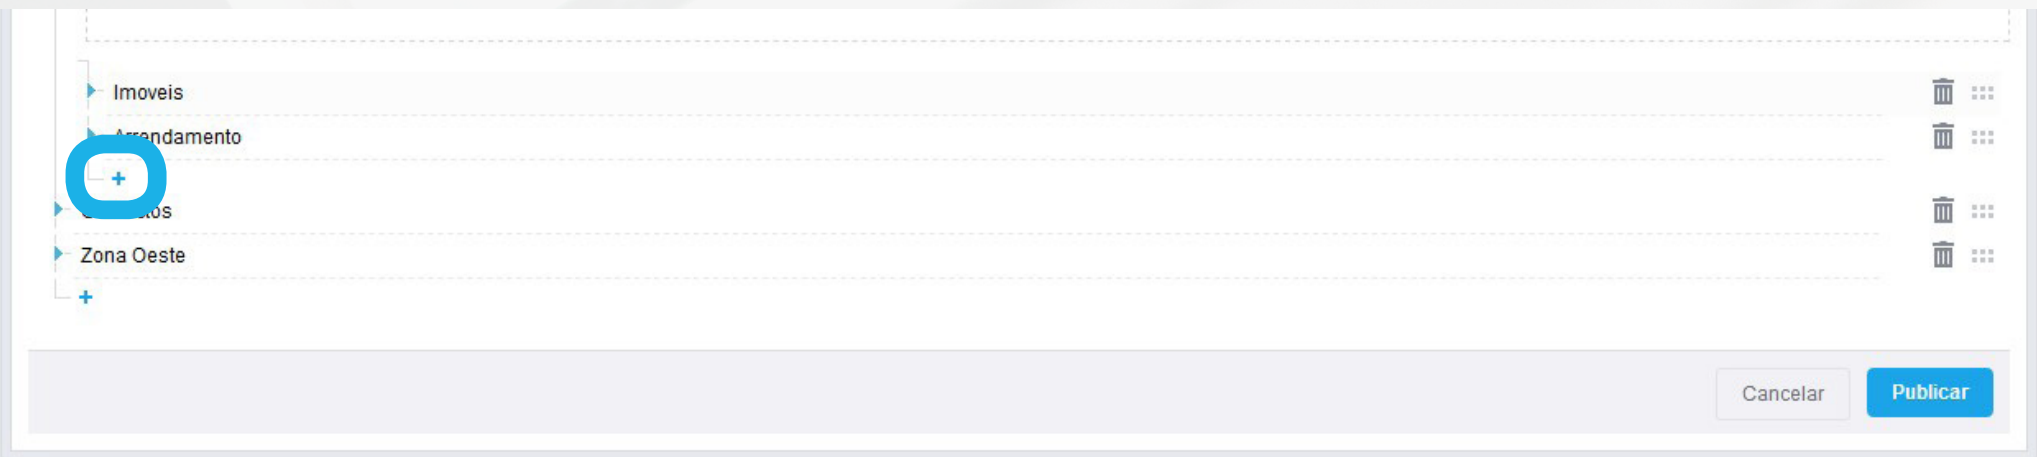 Imoveis
Arrendamento
+
Zona Oeste
+
Cancelar
Publicar